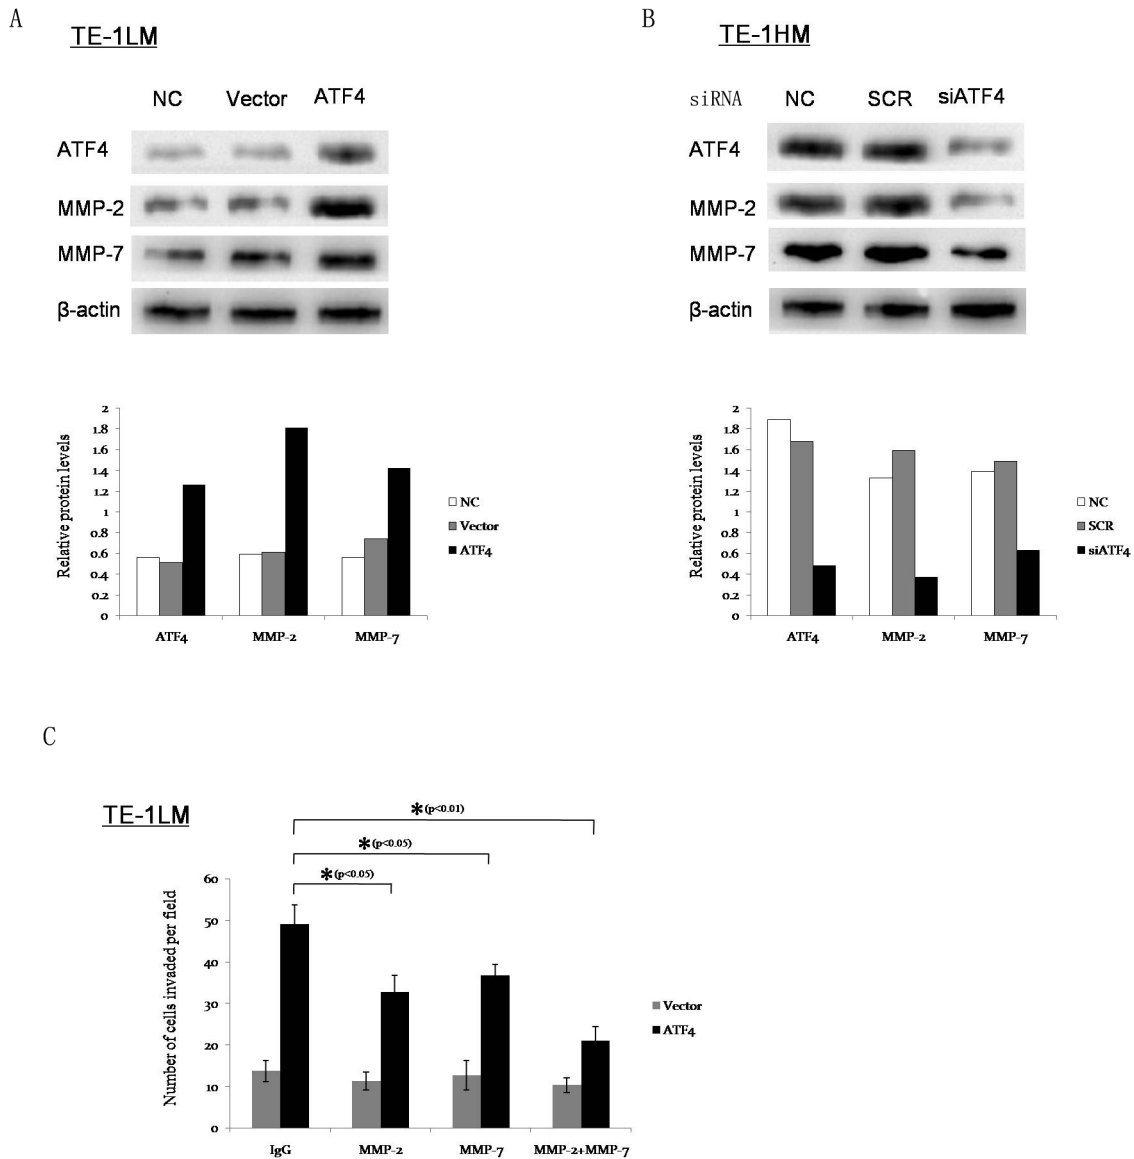 A
TE-1LM
NC Vector ATF4
ATF4
MMP-2
MMP-7
β-actin
Relative protein levels
2
1.8
1.6
1.4
1.2
1
0.8
0.6
0.4
0.2
0
ATF4 MMP-2 MMP-7
NC
Vector
ATF4
B
TE-1HM
siRNA NC SCR siATF4
ATF4
MMP-2
MMP-7
β-actin
Relative protein levels
2
1.8
1.6
1.4
1.2
1
0.8
0.6
0.4
0.2
0
ATF4 MMP-2 MMP-7
NC
SCR
siATF4
C
TE-1LM
*(p<0.01)
*(p<0.05)
*(p<0.05)
Number of cells invaded per field
60
50
40
30
20
10
0
IgG MMP-2 MMP-7 MMP-2+MMP-7
Vector
ATF4